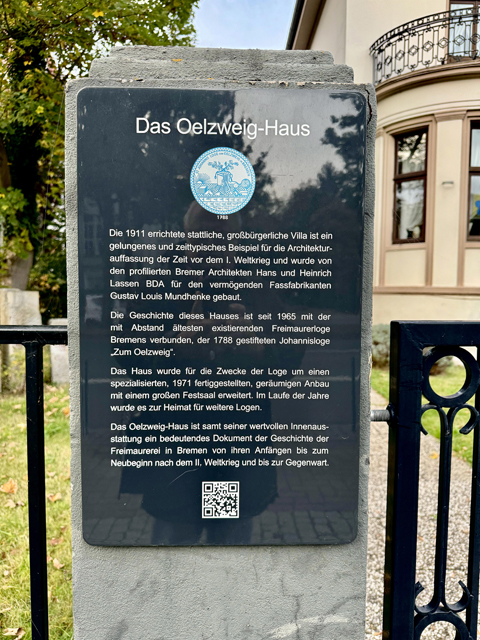 Das Oelzweig-Haus
1788
Die 1911 errichtete stattliche, großbürgerliche Villa ist ein
gelungenes und zeittypisches Beispiel für die Architektur-
auffassung der Zeit vor dem I. Weltkrieg und wurde von
den profilierten Bremer Architekten Hans und Heinrich
Lassen BDA für den vermögenden Fassfabrikanten
Gustav Louis Mundhenke gebaut.
Die Geschichte dieses Hauses ist seit 1965 mit der
mit Abstand ältesten existierenden Freimaurerloge
Bremens verbunden, der 1788 gestifteten Johannisloge
„Zum Oelzweig".
Das Haus wurde für die Zwecke der Loge um einen
spezialisierten, 1971 fertiggestellten, geräumigen Anbau
mit einem großen Festsaal erweitert. Im Laufe der Jahre
wurde es zur Heimat für weitere Logen.
Das Oelzweig-Haus ist samt seiner wertvollen Innenaus-
stattung ein bedeutendes Dokument der Geschichte der
Freimaurerei in Bremen von ihren Anfängen bis zum
Neubeginn nach dem II. Weltkrieg und bis zur Gegenwart.